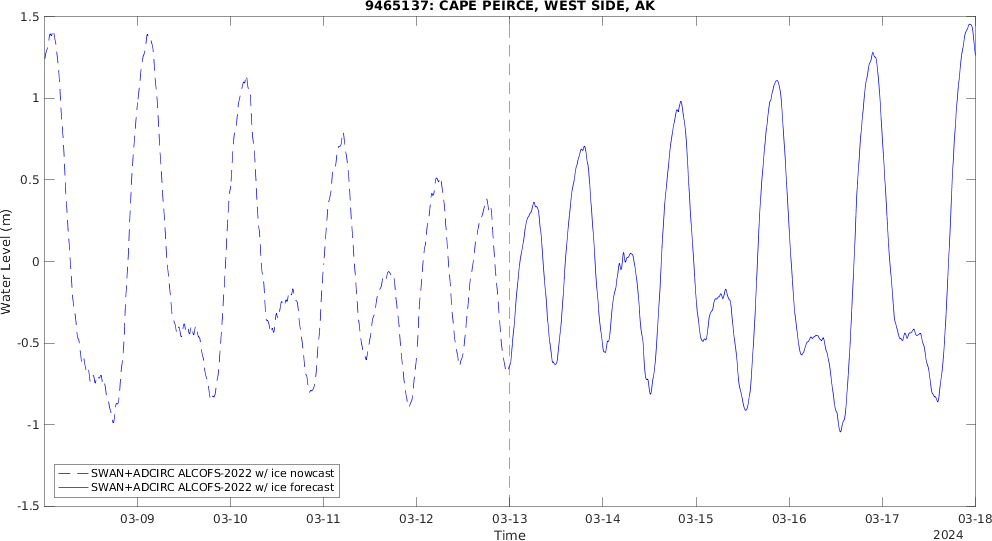 9465137: CAPE PEIRCE, WEST SIDE, AK
1.5
1
0.5
0
-0.5
-1
-1.5
Water Level (m)
SWAN+ADCIRC ALCOFS-2022 w/ ice nowcast
SWAN+ADCIRC ALCOFS-2022 w/ ice forecast
03-09 03-10 03-11 03-12 03-13 03-14 03-15 03-16 03-17 03-18
Time
2024